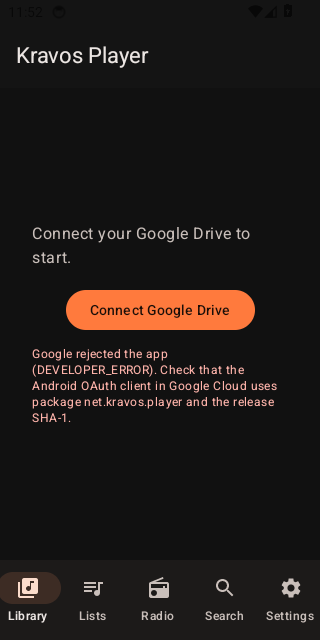 11:52
Kravos Player
Connect your Google Drive to
start.
Connect Google Drive
Google rejected the app
(DEVELOPER_ERROR). Check that the
Android OAuth client in Google Cloud uses
package net.kravos.player and the release
SHA-1.
Library Lists Radio Search Settings